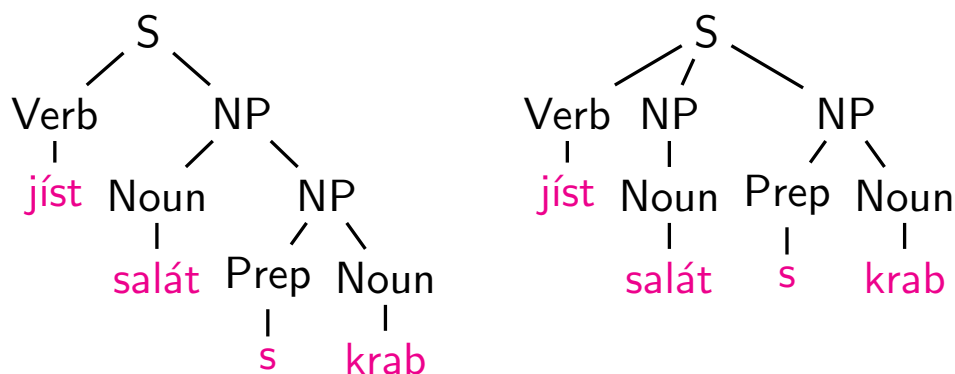 S
Verb NP
jíst Noun NP
salát Prep Noun
s krab
S
Verb NP NP
jíst Noun Prep Noun
salát s krab